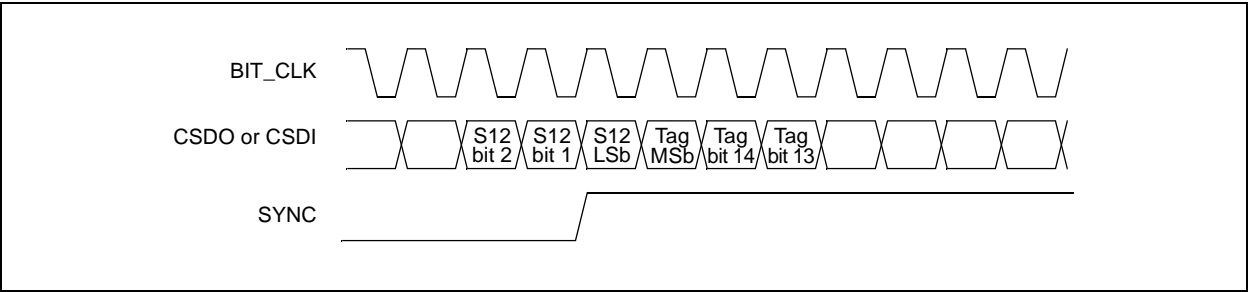 BIT_CLK
CSDO or CSDI
S12 bit 2
S12 bit 1
S12 LSb
Tag MSb
Tag bit 14
Tag bit 13
SYNC